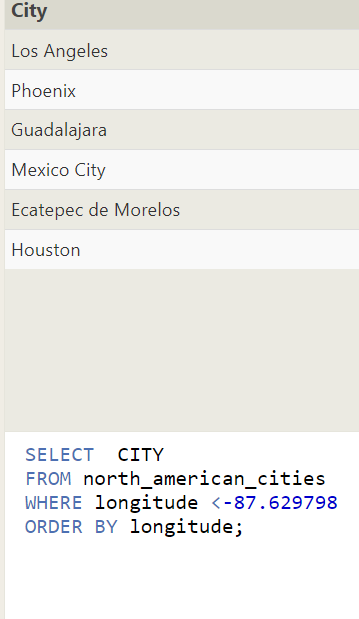 City
Los Angeles
Phoenix
Guadalajara
Mexico City
Ecatepec de Morelos
Houston
SELECT  CITY
FROM north_american_cities
WHERE longitude <-87.629798
ORDER BY longitude;